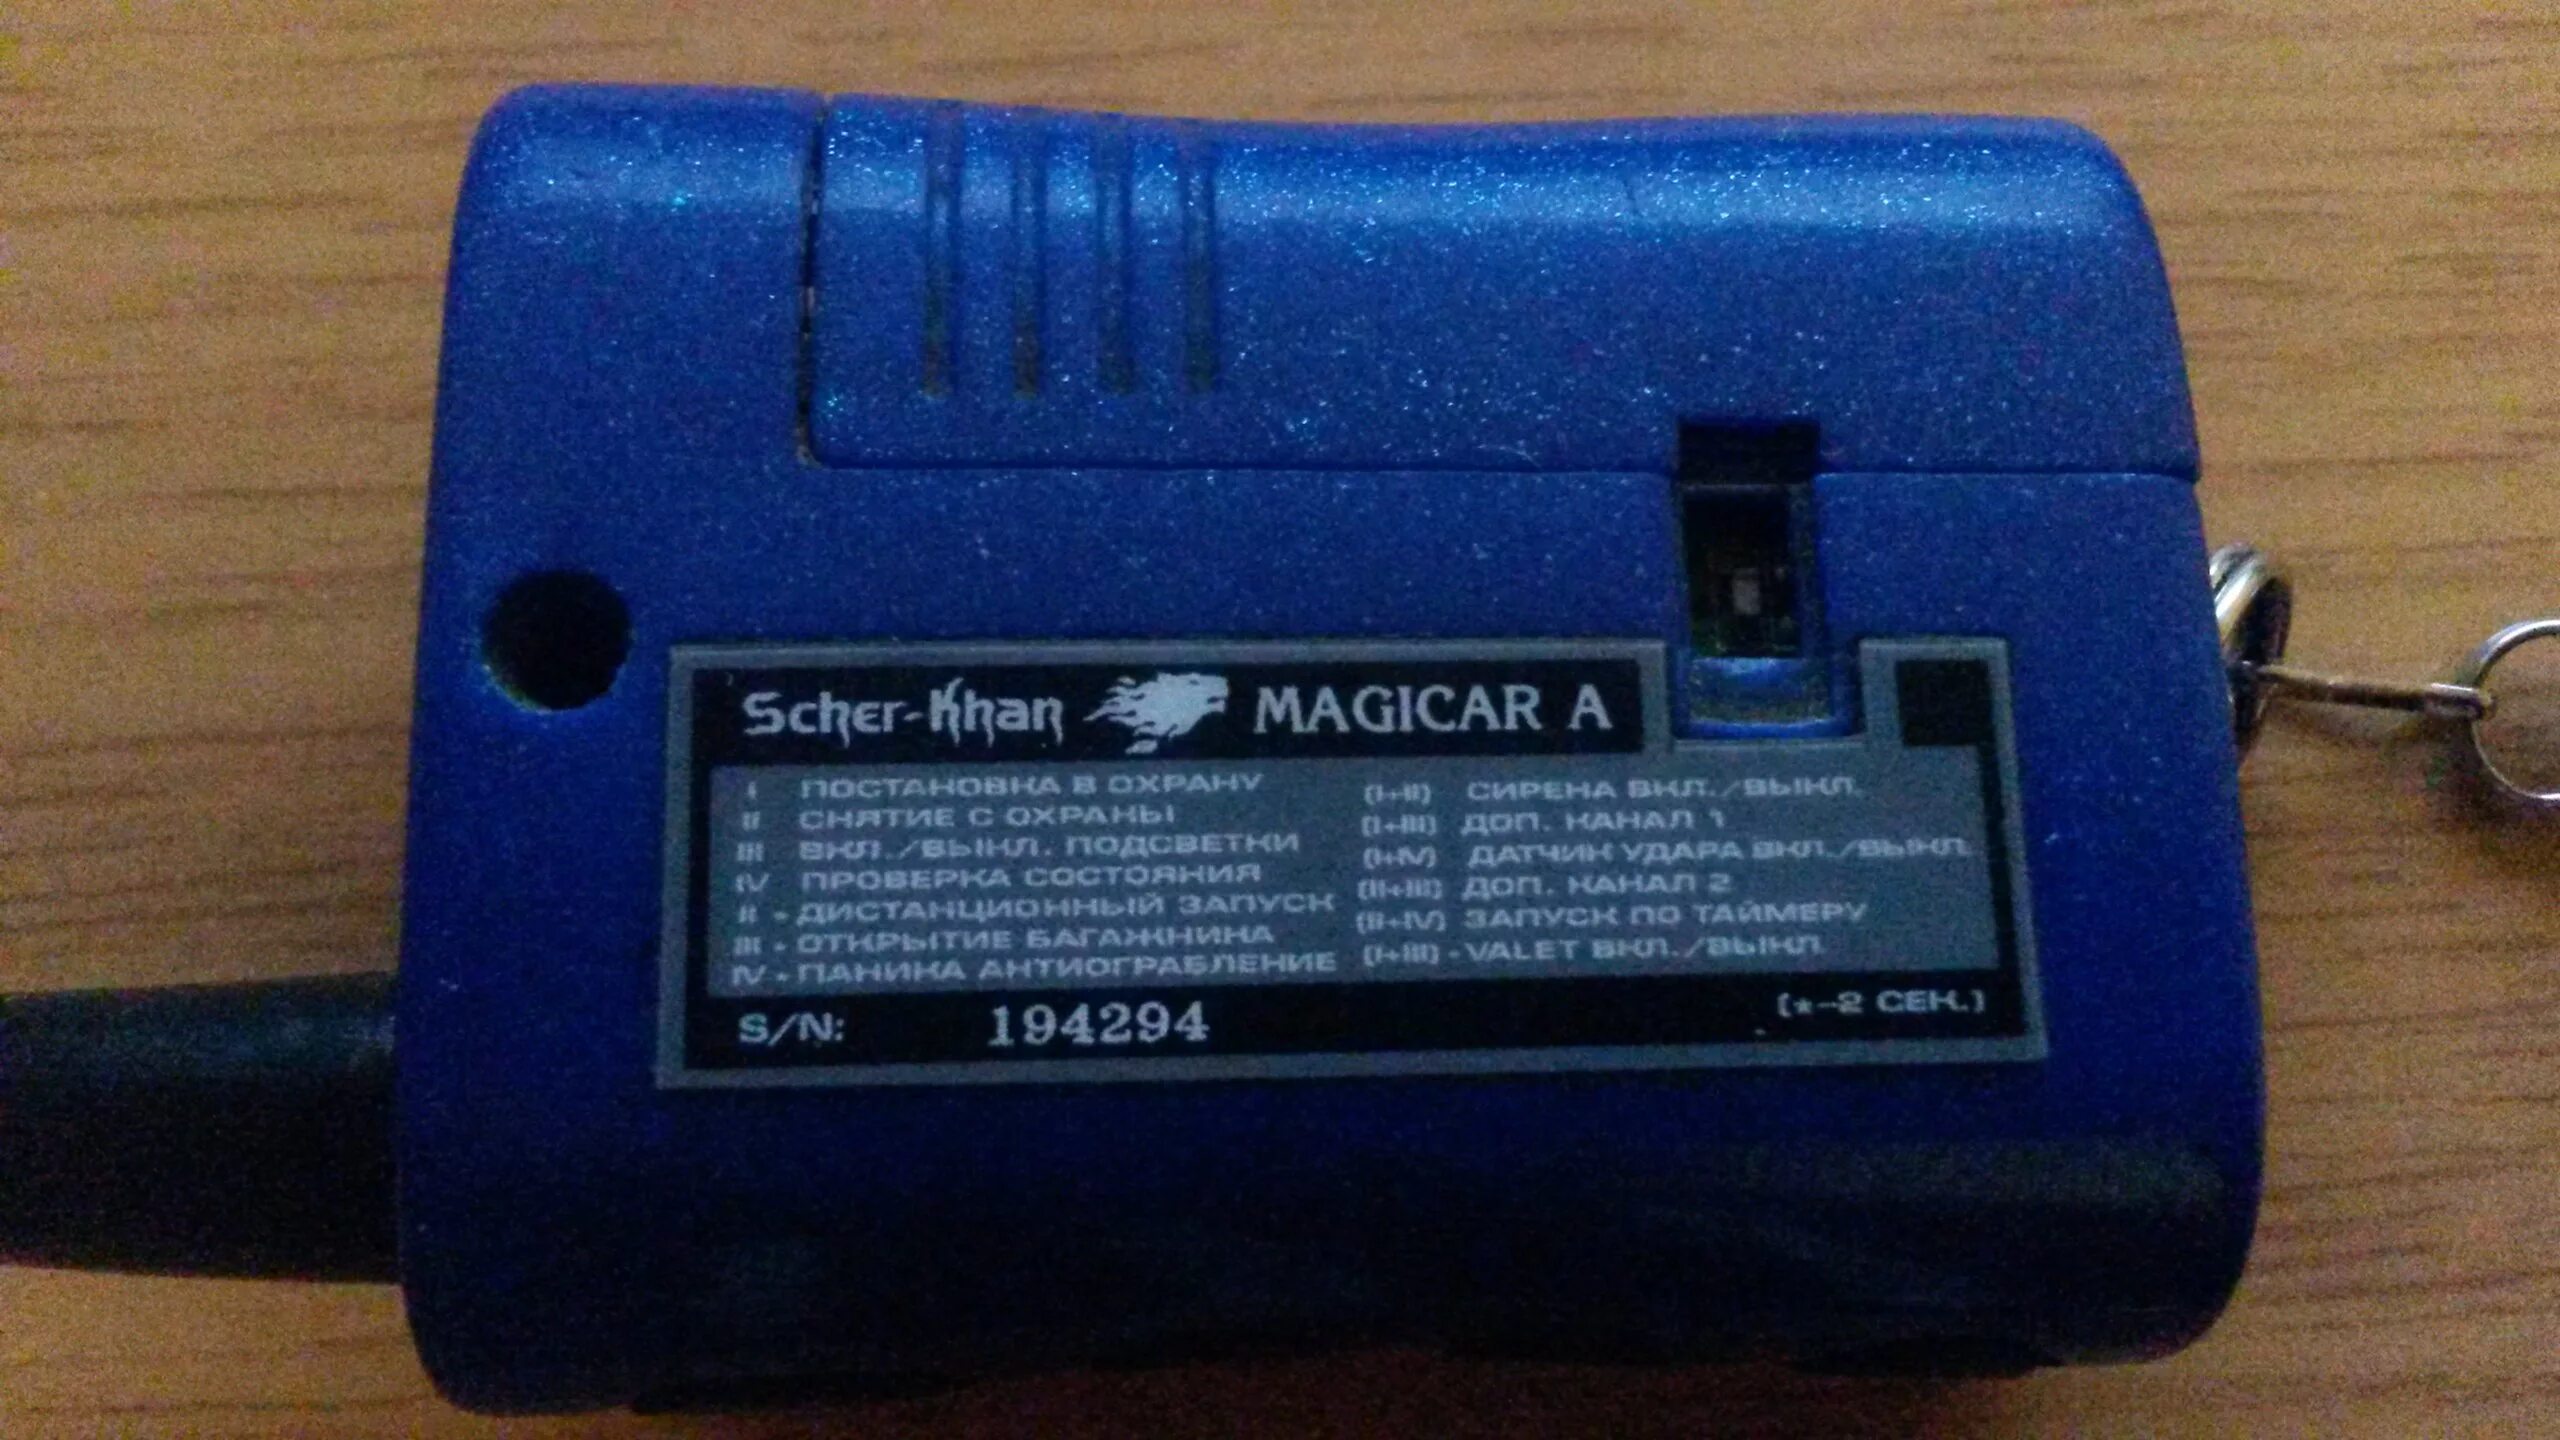 Scher-Khan MAGICAR A
I ПОСТАНОВКА В ОХРАНУ
II СНЯТИЕ С ОХРАНЫ
III ВКЛ./ВЫКЛ. ПОДСВЕТКИ
IV ПРОВЕРКА СОСТОЯНИЯ
II * ДИСТАНЦИОННЫЙ ЗАПУСК
III * ОТКРЫТИЕ БАГАЖНИКА
IV * ПАНИКА АНТИОГРАБЛЕНИЕ
(I+II) СИРЕНА ВКЛ./ВЫКЛ.
(I+III) ДОП. КАНАЛ 1
(I+IV) ДАТЧИК УДАРА ВКЛ./ВЫКЛ.
(II+III) ДОП. КАНАЛ 2
(II+IV) ЗАПУСК ПО ТАЙМЕРУ
(I+III) * VALET ВКЛ./ВЫКЛ.
S/N: 194294
(*-2 СЕК.)